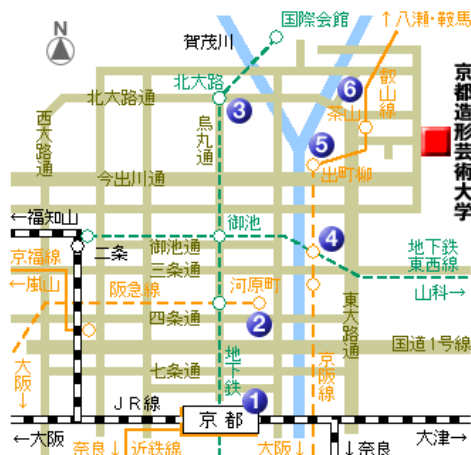 国際会館
↑八瀬・鞍馬
賀茂川
N
叡山線
北大路
6
京都造形芸術大学
北大路通
3
茶山
西大路通
烏丸通
5
出町柳
今出川通
←福知山
御池
4
地下鉄
東西線
二条
御池通
京福線
三条通
←嵐山
阪急線
河原町
山科→
2
四条通
東大路通
国道1号線
大阪→
地下鉄
七条通
京阪線
1
JR線
京都
←大阪
大津→
奈良↓
近鉄線
大阪↓
↓奈良